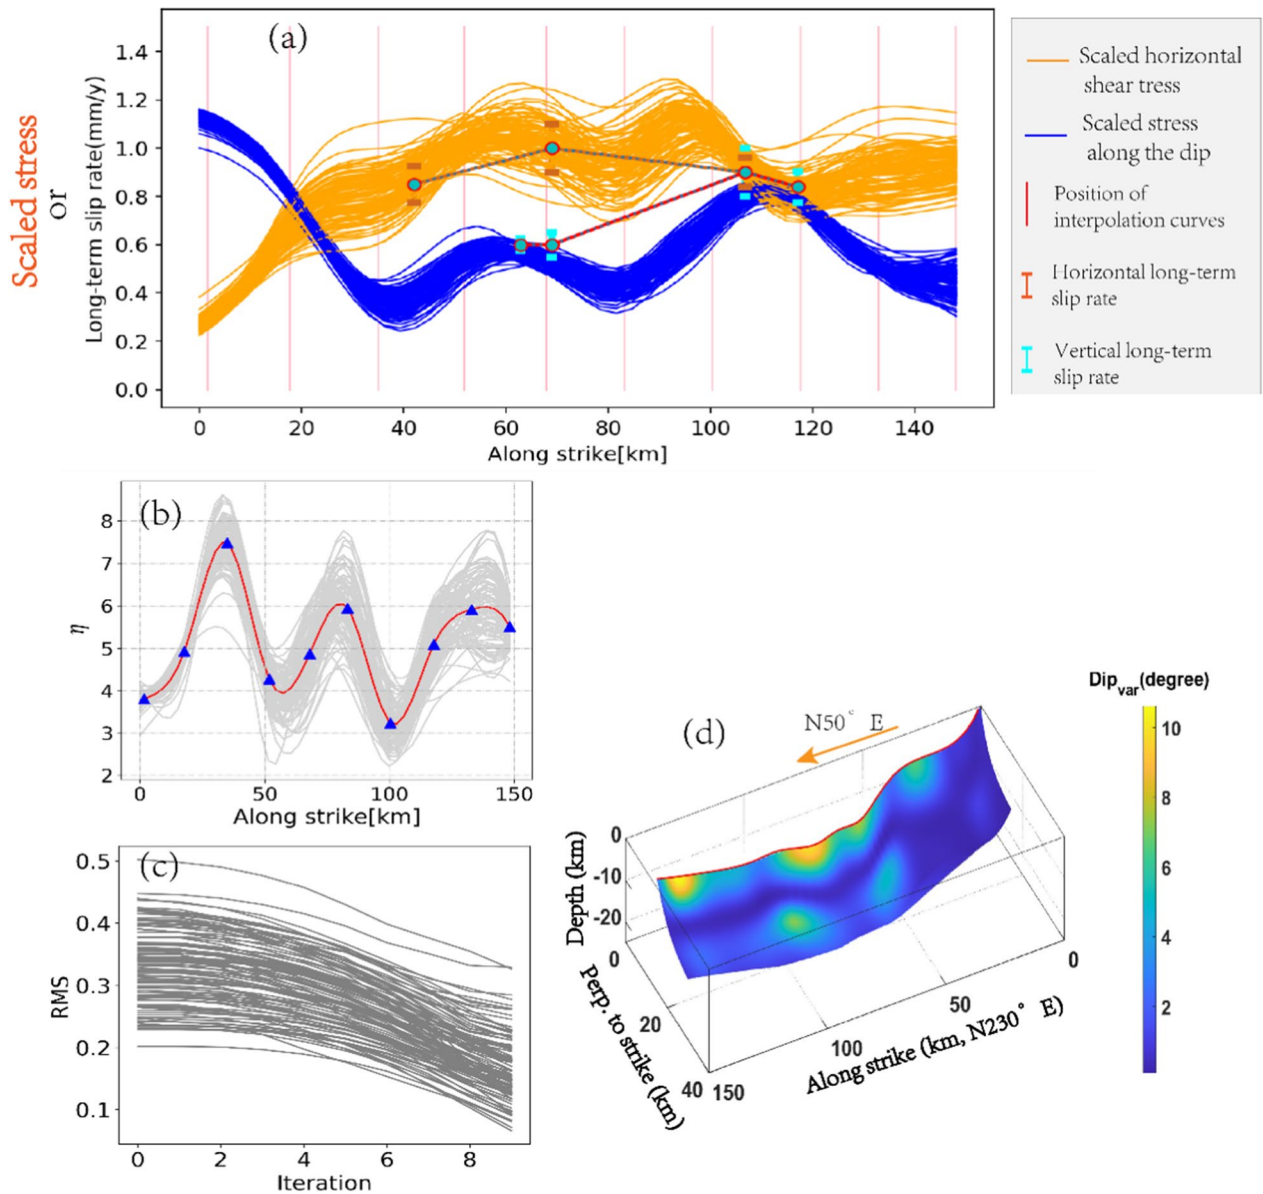 (a)
Scaled stress
or
Long-term slip rate(mm/y)
1.4
1.2
1.0
0.8
0.6
0.4
0.2
0.0
0 20 40 60 80 100 120 140
Along strike[km]
Scaled horizontal
shear tress
Scaled stress
along the dip
Position of
interpolation curves
Horizontal long-term
slip rate
Vertical long-term
slip rate
(b)
η
8
7
6
5
4
3
2
0 50 100 150
Along strike[km]
(c)
RMS
0.5
0.4
0.3
0.2
0.1
0 2 4 6 8
Iteration
(d)
N50° E
Depth (km)
0
-10
-20
0
20
40
Perp. to strike (km)
150
100
50
0
Along strike (km, N230° E)
Dipvar(degree)
10
8
6
4
2